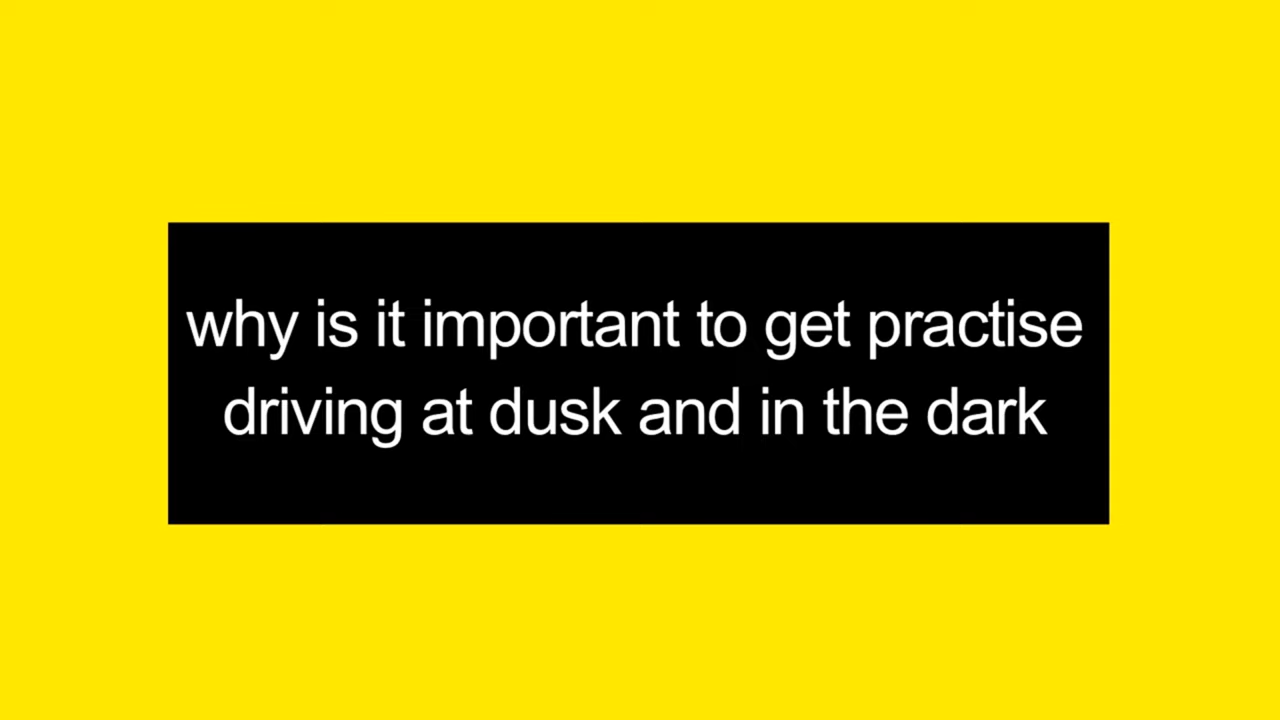 why is it important to get practise
driving at dusk and in the dark